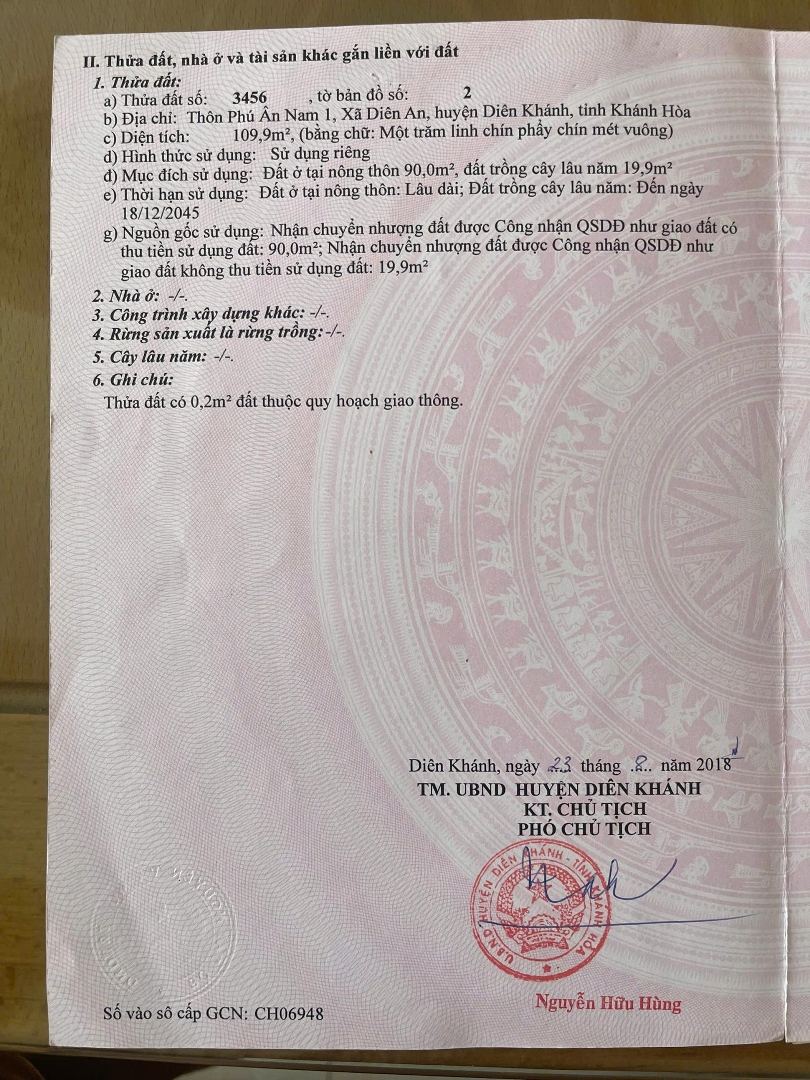 II. Thửa đất, nhà ở và tài sản khác gắn liền với đất
1. Thửa đất:
a) Thửa đất số: 3456 , tờ bản đồ số: 2
b) Địa chỉ: Thôn Phú Ân Nam 1, Xã Diên An, huyện Diên Khánh, tỉnh Khánh Hòa
c) Diện tích: 109,9m², (bằng chữ: Một trăm linh chín phẩy chín mét vuông)
d) Hình thức sử dụng: Sử dụng riêng
đ) Mục đích sử dụng: Đất ở tại nông thôn 90,0m², đất trồng cây lâu năm 19,9m²
e) Thời hạn sử dụng: Đất ở tại nông thôn: Lâu dài; Đất trồng cây lâu năm: Đến ngày
18/12/2045
g) Nguồn gốc sử dụng: Nhận chuyển nhượng đất được Công nhận QSDĐ như giao đất có
thu tiền sử dụng đất: 90,0m²; Nhận chuyển nhượng đất được Công nhận QSDĐ như
giao đất không thu tiền sử dụng đất: 19,9m²
2. Nhà ở: -/-.
3. Công trình xây dựng khác: -/-.
4. Rừng sản xuất là rừng trồng: -/-.
5. Cây lâu năm: -/-.
6. Ghi chú:
Thửa đất có 0,2m² đất thuộc quy hoạch giao thông.
Diên Khánh, ngày 23 tháng .8.. năm 2018
TM. UBND HUYỆN DIÊN KHÁNH
KT. CHỦ TỊCH
PHÓ CHỦ TỊCH
U.B.N.D HUYỆN DIÊN KHÁNH - TỈNH KHÁNH HÒA
Nguyễn Hữu Hùng
Số vào sổ cấp GCN: CH06948